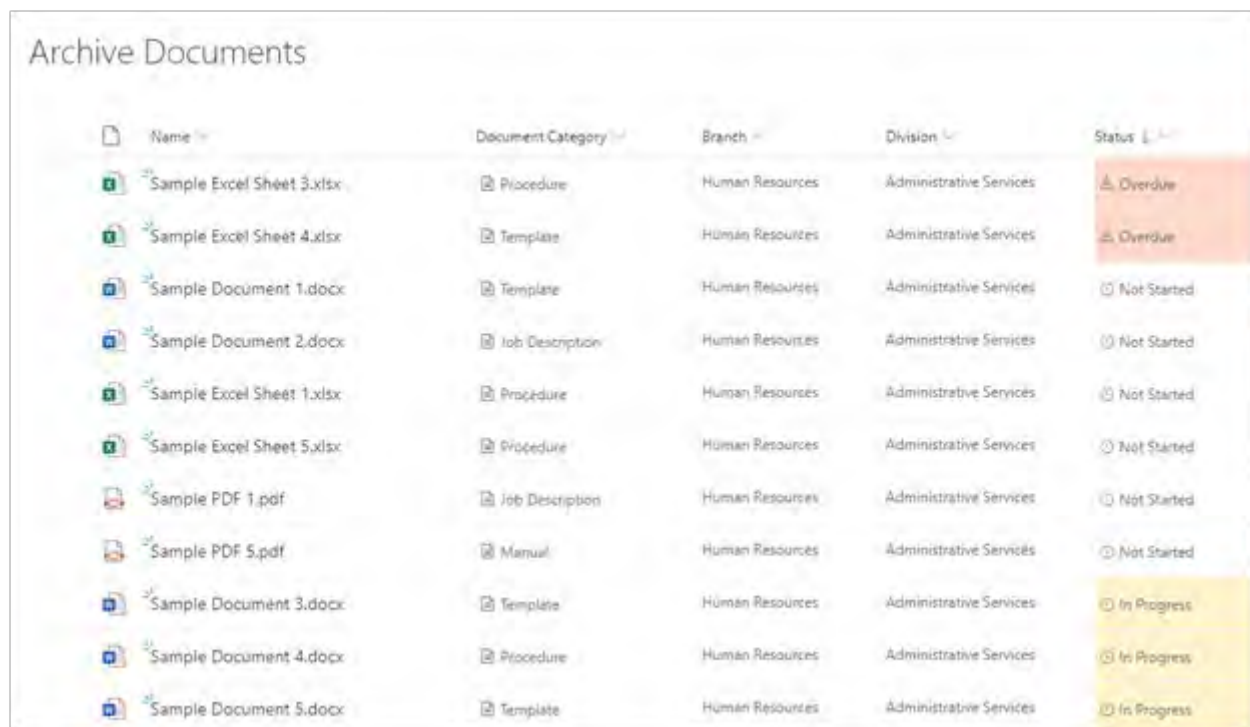 Archive Documents
Name Document Category Branch Division Status
Sample Excel Sheet 3.xlsx Procedure Human Resources Administrative Services Overdue
Sample Excel Sheet 4.xlsx Template Human Resources Administrative Services Overdue
Sample Document 1.docx Template Human Resources Administrative Services Not Started
Sample Document 2.docx Job Description Human Resources Administrative Services Not Started
Sample Excel Sheet 1.xlsx Procedure Human Resources Administrative Services Not Started
Sample Excel Sheet 5.xlsx Procedure Human Resources Administrative Services Not Started
Sample PDF 1.pdf Job Description Human Resources Administrative Services Not Started
Sample PDF 5.pdf Manual Human Resources Administrative Services Not Started
Sample Document 3.docx Template Human Resources Administrative Services In Progress
Sample Document 4.docx Procedure Human Resources Administrative Services In Progress
Sample Document 5.docx Template Human Resources Administrative Services In Progress